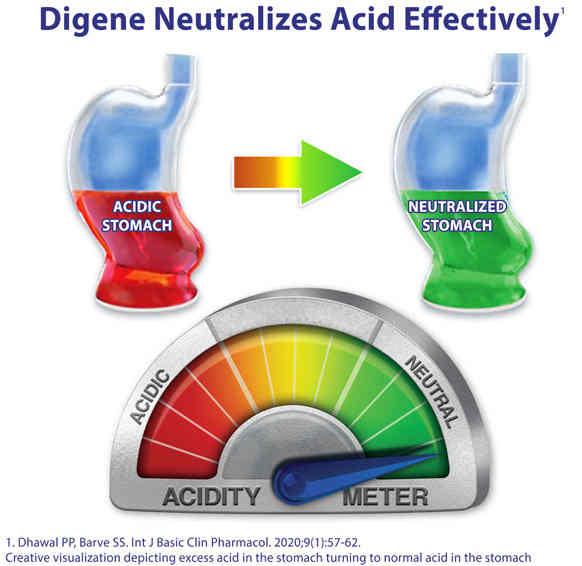 Digene Neutralizes Acid Effectively¹
ACIDIC
STOMACH
NEUTRALIZED
STOMACH
ACIDIC
NEUTRAL
ACIDITY METER
1. Dhawal PP, Barve SS. Int J Basic Clin Pharmacol. 2020;9(1):57-62.
Creative visualization depicting excess acid in the stomach turning to normal acid in the stomach